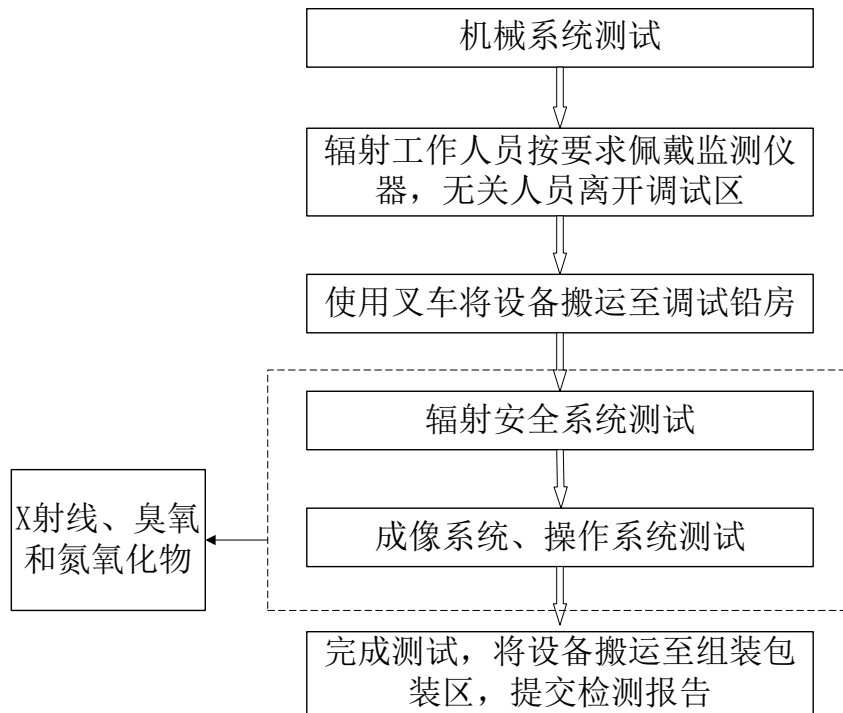 机械系统测试
辐射工作人员按要求佩戴监测仪
器，无关人员离开调试区
使用叉车将设备搬运至调试铅房
辐射安全系统测试
X射线、臭氧
和氮氧化物
成像系统、操作系统测试
完成测试，将设备搬运至组装包
装区，提交检测报告